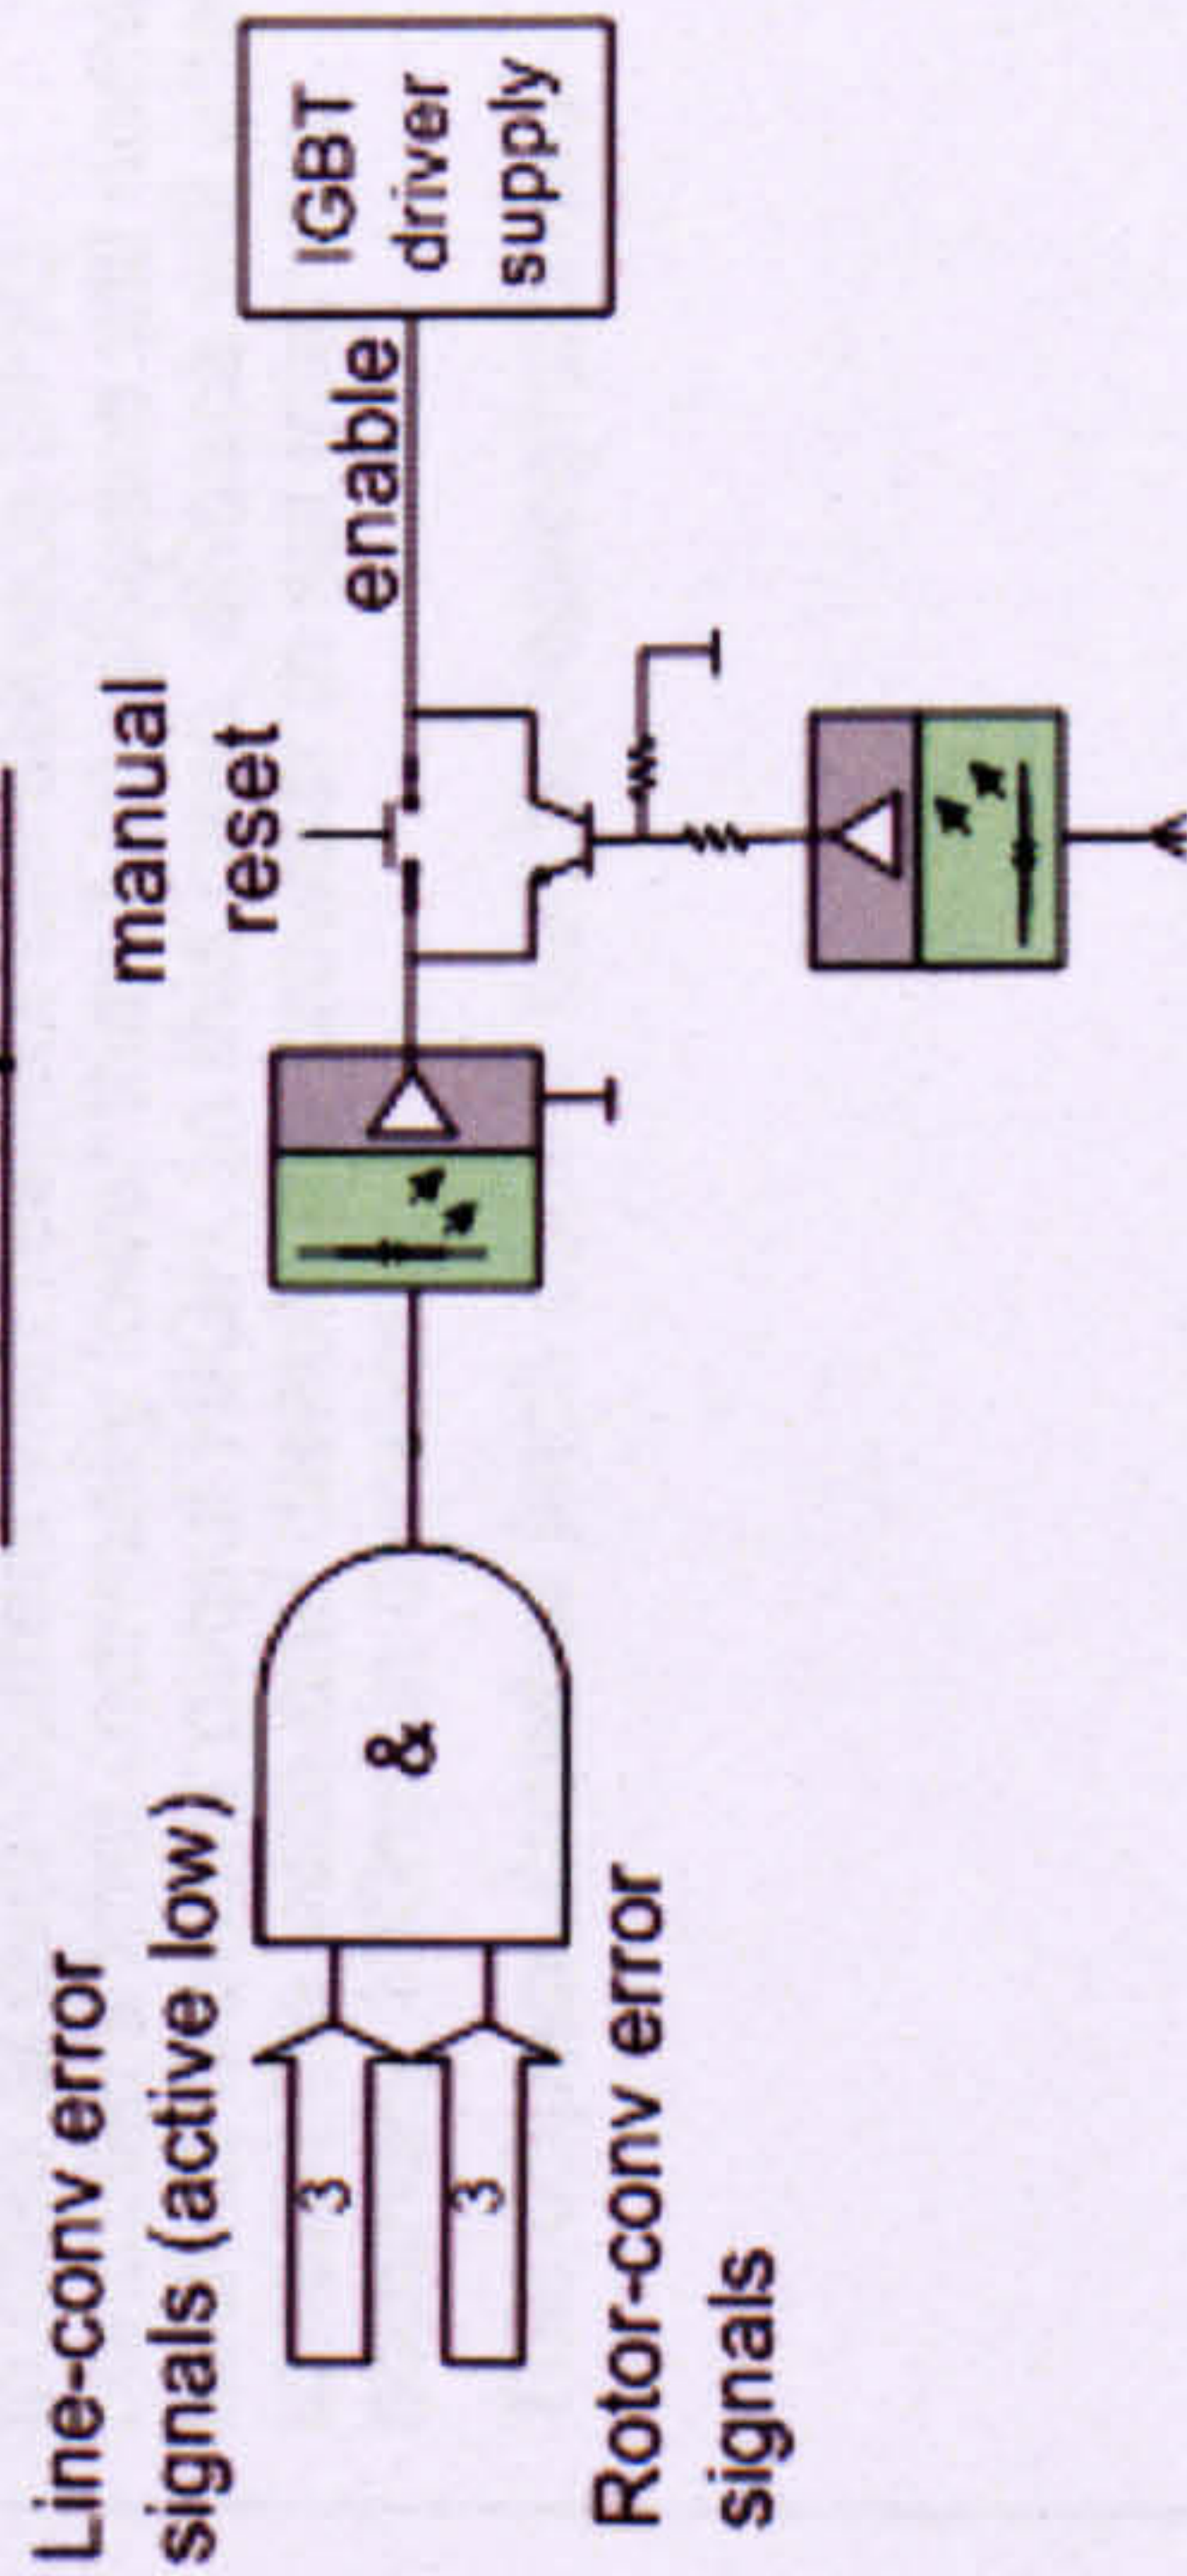 Line-conv error
signals (active low)
3
3
&
Rotor-conv error
signals
manual
reset
enable
IGBT
driver
supply